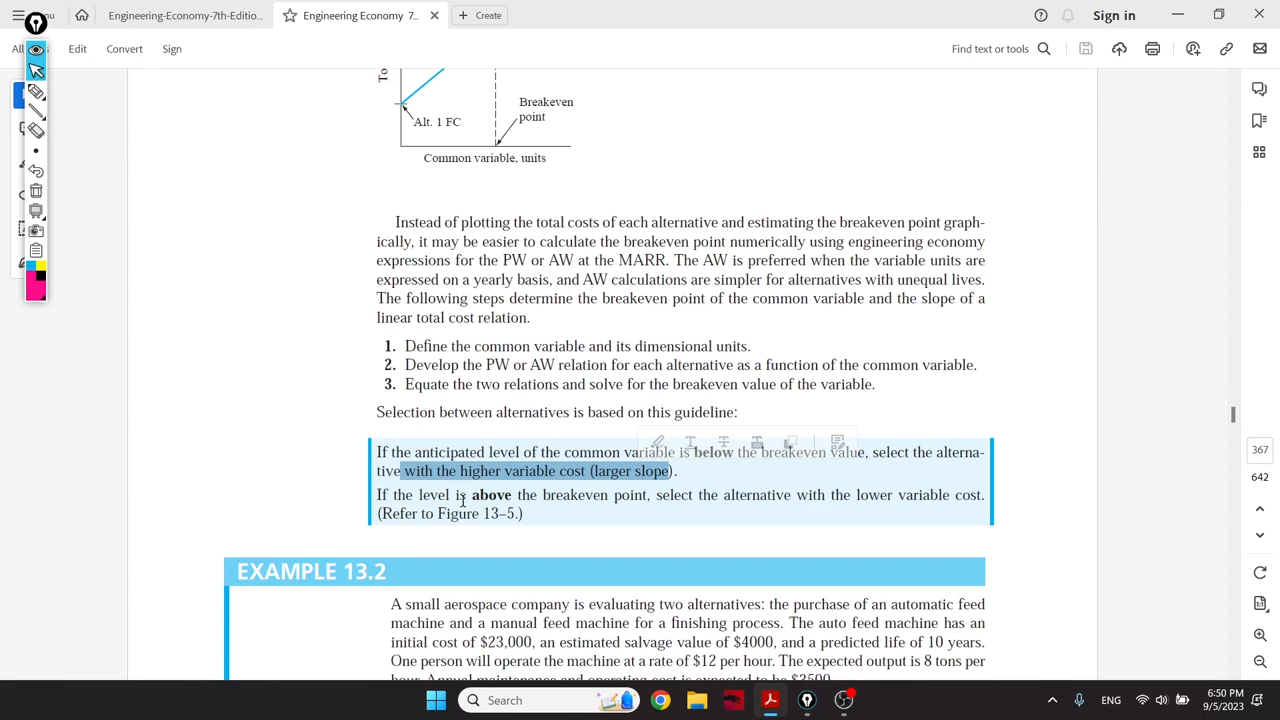 Engineering-Economy-7th-Editio...
Engineering Economy 7...
Create
Sign in
Edit
Convert
Sign
Find text or tools
Breakeven
point
Alt. 1 FC
Common variable, units
Instead of plotting the total costs of each alternative and estimating the breakeven point graph-
ically, it may be easier to calculate the breakeven point numerically using engineering economy
expressions for the PW or AW at the MARR. The AW is preferred when the variable units are
expressed on a yearly basis, and AW calculations are simpler for alternatives with unequal lives.
The following steps determine the breakeven point of the common variable and the slope of a
linear total cost relation.
1. Define the common variable and its dimensional units.
2. Develop the PW or AW relation for each alternative as a function of the common variable.
3. Equate the two relations and solve for the breakeven value of the variable.
Selection between alternatives is based on this guideline:
If the anticipated level of the common variable is below the breakeven value, select the alterna-
tive with the higher variable cost (larger slope).
If the level is above the breakeven point, select the alternative with the lower variable cost.
(Refer to Figure 13–5.)
EXAMPLE 13.2
A small aerospace company is evaluating two alternatives: the purchase of an automatic feed
machine and a manual feed machine for a finishing process. The auto feed machine has an
initial cost of $23,000, an estimated salvage value of $4000, and a predicted life of 10 years.
One person will operate the machine at a rate of $12 per hour. The expected output is 8 tons per
hour. Annual maintenance and operating cost is expected to be $3500.
367
642
Search
ENG
6:50 PM
9/5/2023